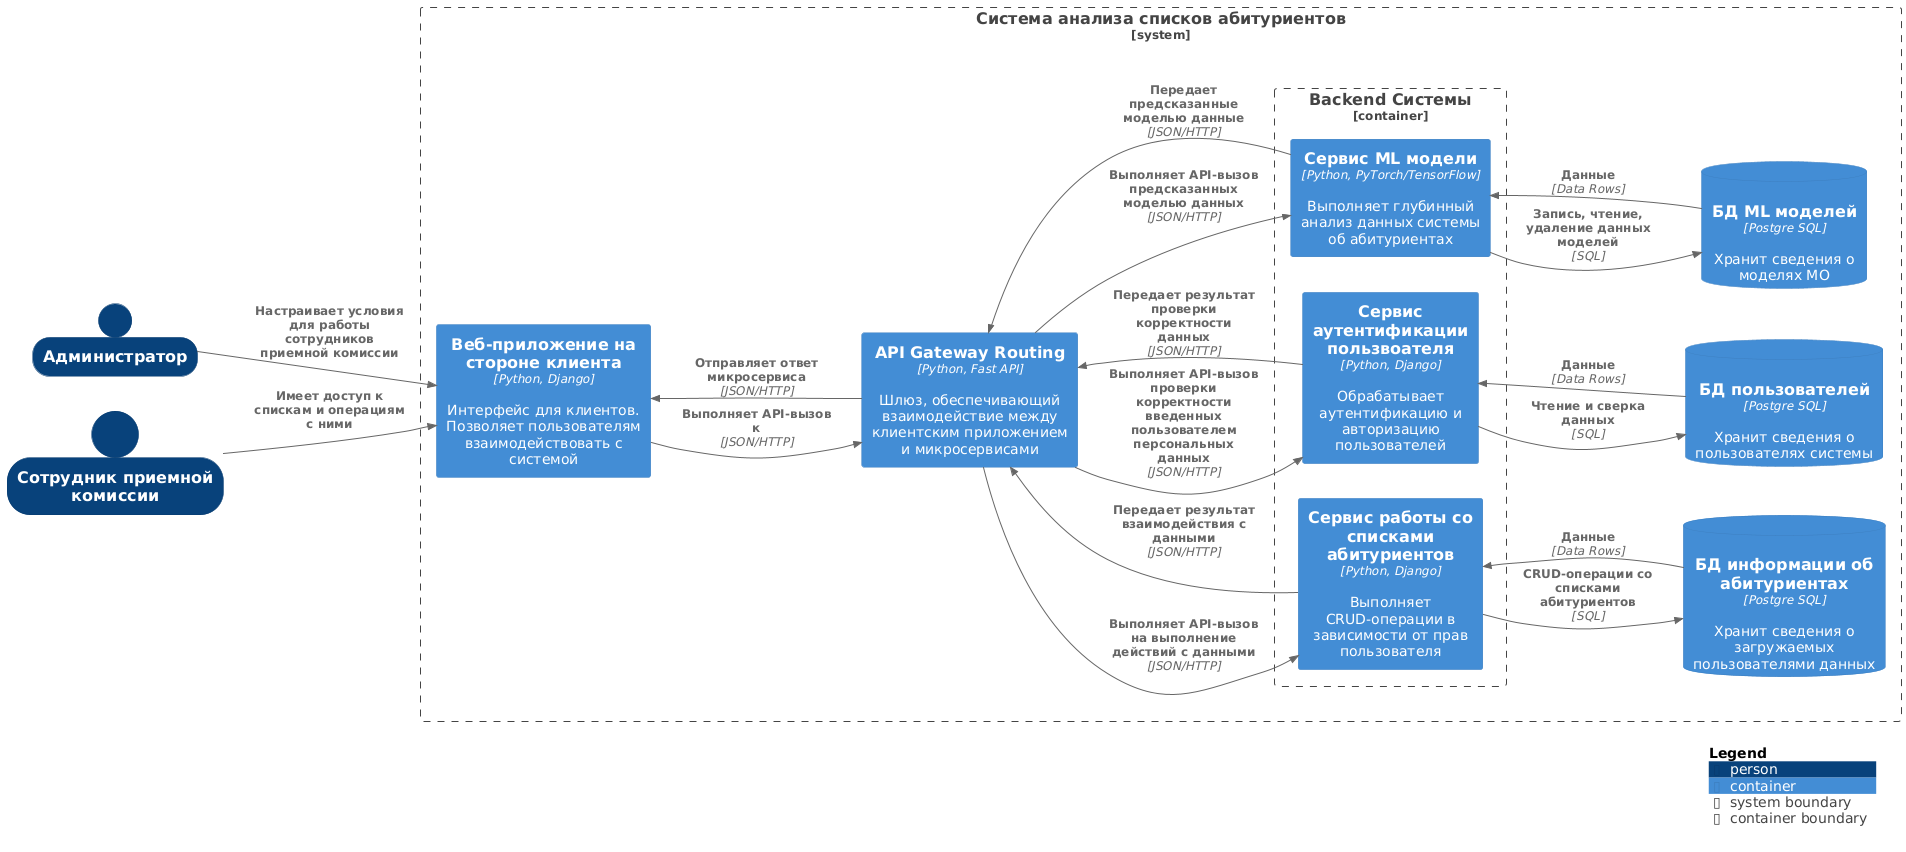 Система анализа списков абитуриентов
[system]
Администратор
Сотрудник приемной
комиссии
Настраивает условия
для работы
сотрудников
приемной комиссии
Имеет доступ к
спискам и операциям
с ними
Веб-приложение на
стороне клиента
[Python, Django]
Интерфейс для клиентов.
Позволяет пользователям
взаимодействовать с
системой
Отправляет ответ
микросервиса
[JSON/HTTP]
Выполняет API-вызов
к
[JSON/HTTP]
API Gateway Routing
[Python, Fast API]
Шлюз, обеспечивающий
взаимодействие между
клиентским приложением
и микросервисами
Передает
предсказанные
моделью данные
[JSON/HTTP]
Выполняет API-вызов
предсказанных
моделью данных
[JSON/HTTP]
Передает результат
проверки
корректности
данных
[JSON/HTTP]
Выполняет API-вызов
проверки
корректности
введенных
пользователем
персональных
данных
[JSON/HTTP]
Передает результат
взаимодействия с
данными
[JSON/HTTP]
Выполняет API-вызов
на выполнение
действий с данными
[JSON/HTTP]
Backend Системы
[container]
Сервис ML модели
[Python, PyTorch/TensorFlow]
Выполняет глубинный
анализ данных системы
об абитуриентах
Сервис
аутентификации
пользвоателя
[Python, Django]
Обрабатывает
аутентификацию и
авторизацию
пользователей
Сервис работы со
списками
абитуриентов
[Python, Django]
Выполняет
CRUD-операции в
зависимости от прав
пользователя
Данные
[Data Rows]
Запись, чтение,
удаление данных
моделей
[SQL]
Данные
[Data Rows]
Чтение и сверка
данных
[SQL]
Данные
[Data Rows]
CRUD-операции со
списками
абитуриентов
[SQL]
БД ML моделей
[Postgre SQL]
Хранит сведения о
моделях МО
БД пользователей
[Postgre SQL]
Хранит сведения о
пользователях системы
БД информации об
абитуриентах
[Postgre SQL]
Хранит сведения о
загружаемых
пользователями данных
Legend
person
container
system boundary
container boundary